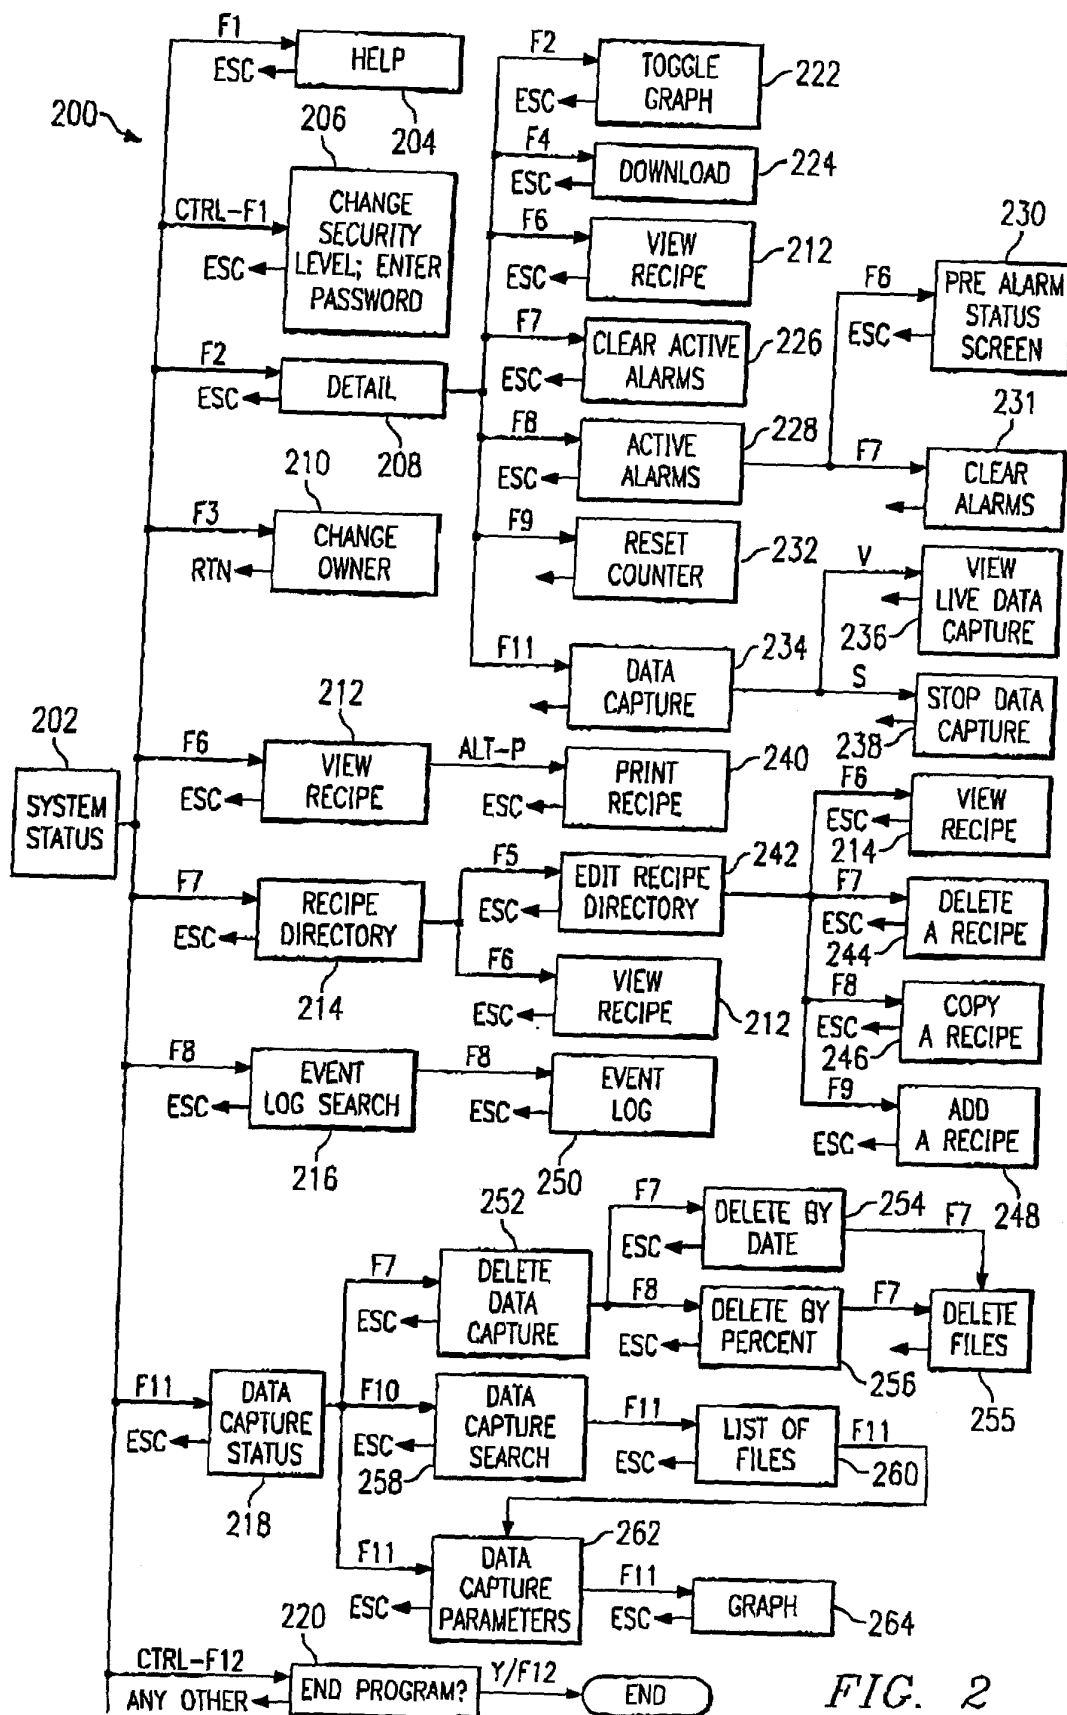 200
F1
ESC
HELP
204
206
CTRL-F1
ESC
CHANGE
SECURITY
LEVEL; ENTER
PASSWORD
F2
ESC
DETAIL
208
210
F3
RTN
CHANGE
OWNER
202
SYSTEM
STATUS
F2
ESC
TOGGLE
GRAPH
222
F4
ESC
DOWNLOAD
224
F6
ESC
VIEW
RECIPE
212
F7
ESC
CLEAR ACTIVE
ALARMS
226
F8
ESC
ACTIVE
ALARMS
228
F6
ESC
230
PRE ALARM
STATUS
SCREEN
F7
231
CLEAR
ALARMS
F9
RESET
COUNTER
232
F11
DATA
CAPTURE
234
V
VIEW
LIVE DATA
CAPTURE
236
S
STOP DATA
CAPTURE
238
212
F6
ESC
VIEW
RECIPE
ALT-P
ESC
PRINT
RECIPE
240
F7
ESC
RECIPE
DIRECTORY
214
F5
ESC
EDIT RECIPE
DIRECTORY
242
F6
ESC
VIEW
RECIPE
212
F6
ESC
VIEW
RECIPE
214
F7
ESC
DELETE
A RECIPE
244
F8
ESC
COPY
A RECIPE
246
F9
ESC
ADD
A RECIPE
248
F8
ESC
EVENT
LOG SEARCH
216
F8
ESC
EVENT
LOG
250
F11
ESC
DATA
CAPTURE
STATUS
218
252
F7
ESC
DELETE
DATA
CAPTURE
F7
ESC
DELETE BY
DATE
254
F7
F8
ESC
DELETE BY
PERCENT
256
F7
DELETE
FILES
255
F10
ESC
DATA
CAPTURE
SEARCH
258
F11
ESC
LIST OF
FILES
260
F11
F11
ESC
DATA
CAPTURE
PARAMETERS
262
F11
ESC
GRAPH
264
220
CTRL-F12
ANY OTHER
END PROGRAM?
Y/F12
END
FIG. 2